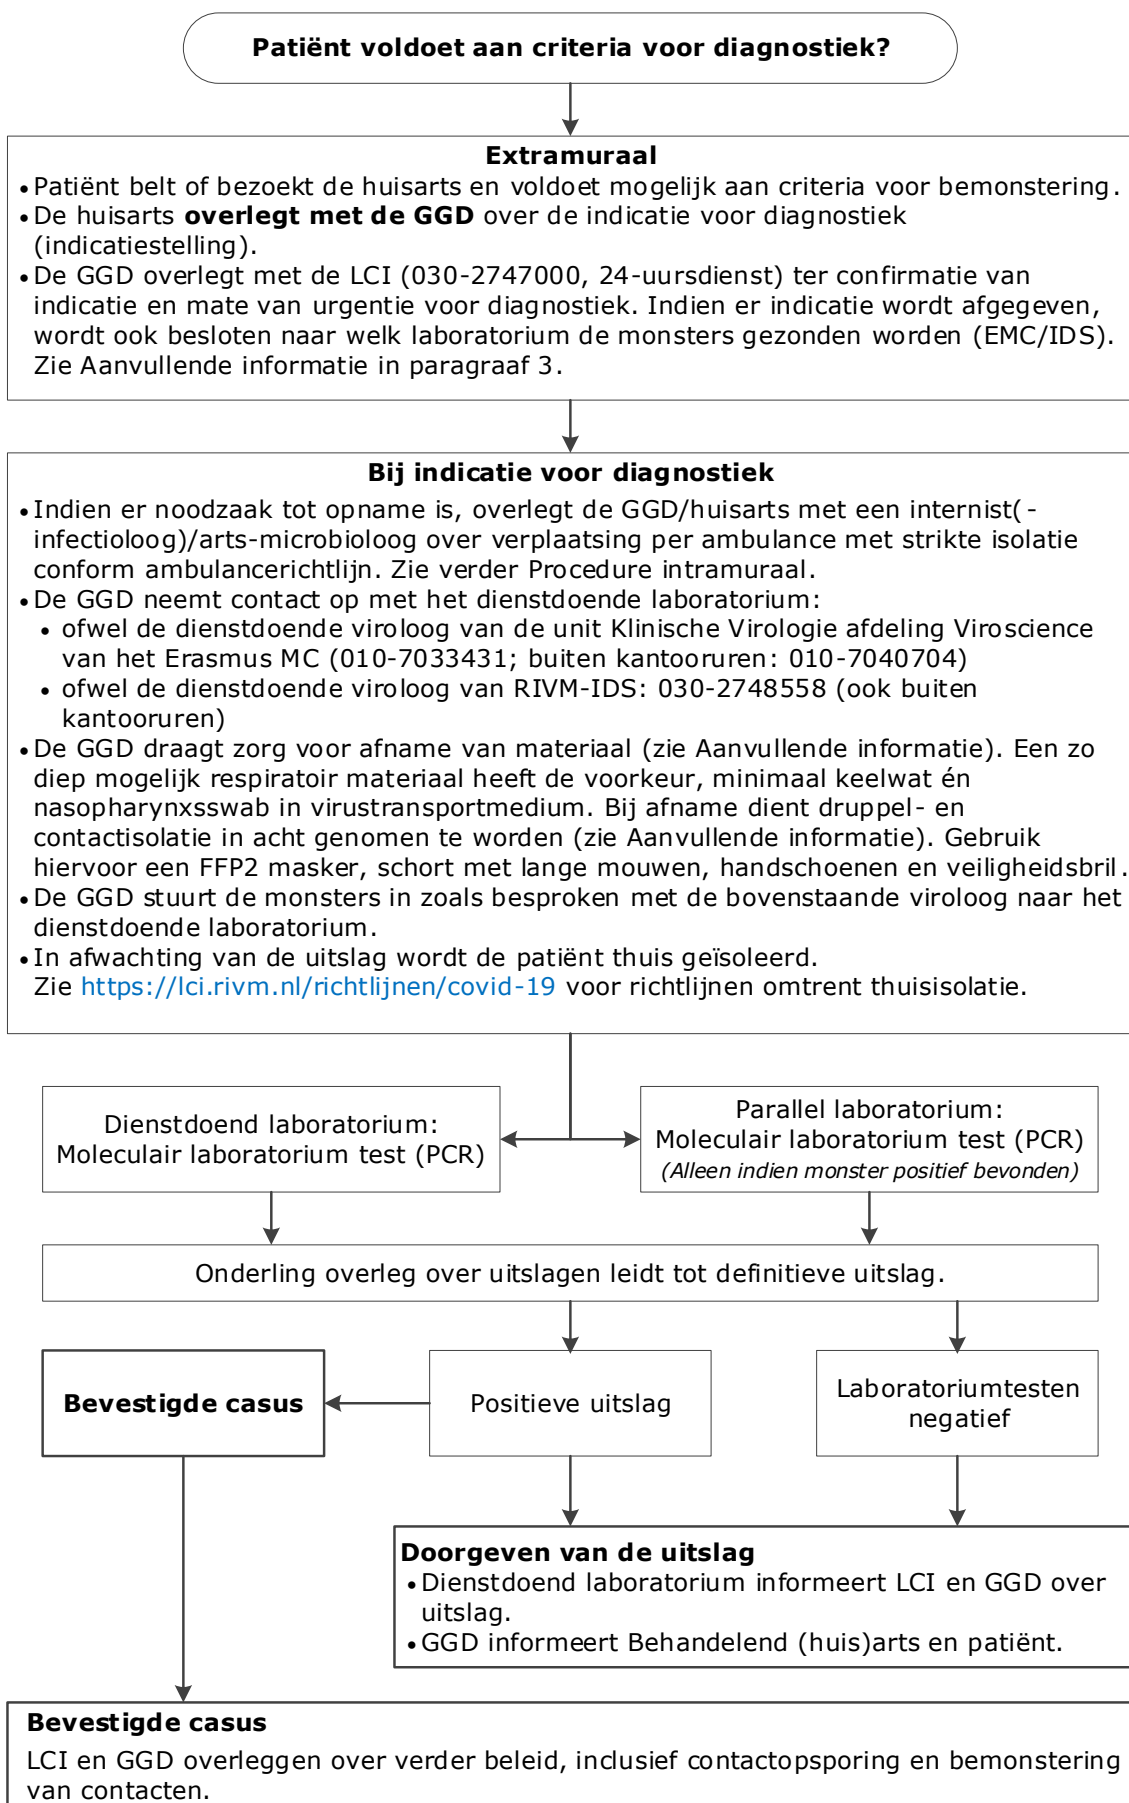 Patiënt voldoet aan criteria voor diagnostiek?
Extramuraal
• Patiënt belt of bezoekt de huisarts en voldoet mogelijk aan criteria voor bemonstering.
• De huisarts overlegt met de GGD over de indicatie voor diagnostiek
(indicatiestelling).
• De GGD overlegt met de LCI (030-2747000, 24-uursdienst) ter confirmatie van
indicatie en mate van urgentie voor diagnostiek. Indien er indicatie wordt afgegeven,
wordt ook besloten naar welk laboratorium de monsters gezonden worden (EMC/IDS).
Zie Aanvullende informatie in paragraaf 3.
Bij indicatie voor diagnostiek
• Indien er noodzaak tot opname is, overlegt de GGD/huisarts met een internist(-
infectioloog)/arts-microbioloog over verplaatsing per ambulance met strikte isolatie
conform ambulancerichtlijn. Zie verder Procedure intramuraal.
• De GGD neemt contact op met het dienstdoende laboratorium:
• ofwel de dienstdoende viroloog van de unit Klinische Virologie afdeling Viroscience
van het Erasmus MC (010-7033431; buiten kantooruren: 010-7040704)
• ofwel de dienstdoende viroloog van RIVM-IDS: 030-2748558 (ook buiten
kantooruren)
• De GGD draagt zorg voor afname van materiaal (zie Aanvullende informatie). Een zo
diep mogelijk respiratoir materiaal heeft de voorkeur, minimaal keelwat én
nasopharynxsswab in virustransportmedium. Bij afname dient druppel- en
contactisolatie in acht genomen te worden (zie Aanvullende informatie). Gebruik
hiervoor een FFP2 masker, schort met lange mouwen, handschoenen en veiligheidsbril.
• De GGD stuurt de monsters in zoals besproken met de bovenstaande viroloog naar het
dienstdoende laboratorium.
• In afwachting van de uitslag wordt de patiënt thuis geïsoleerd.
Zie https://lci.rivm.nl/richtlijnen/covid-19 voor richtlijnen omtrent thuisisolatie.
Dienstdoend laboratorium:
Moleculair laboratorium test (PCR)
Parallel laboratorium:
Moleculair laboratorium test (PCR)
(Alleen indien monster positief bevonden)
Onderling overleg over uitslagen leidt tot definitieve uitslag.
Bevestigde casus
Positieve uitslag
Laboratoriumtesten
negatief
Doorgeven van de uitslag
• Dienstdoend laboratorium informeert LCI en GGD over
uitslag.
• GGD informeert Behandelend (huis)arts en patiënt.
Bevestigde casus
LCI en GGD overleggen over verder beleid, inclusief contactopsporing en bemonstering
van contacten.